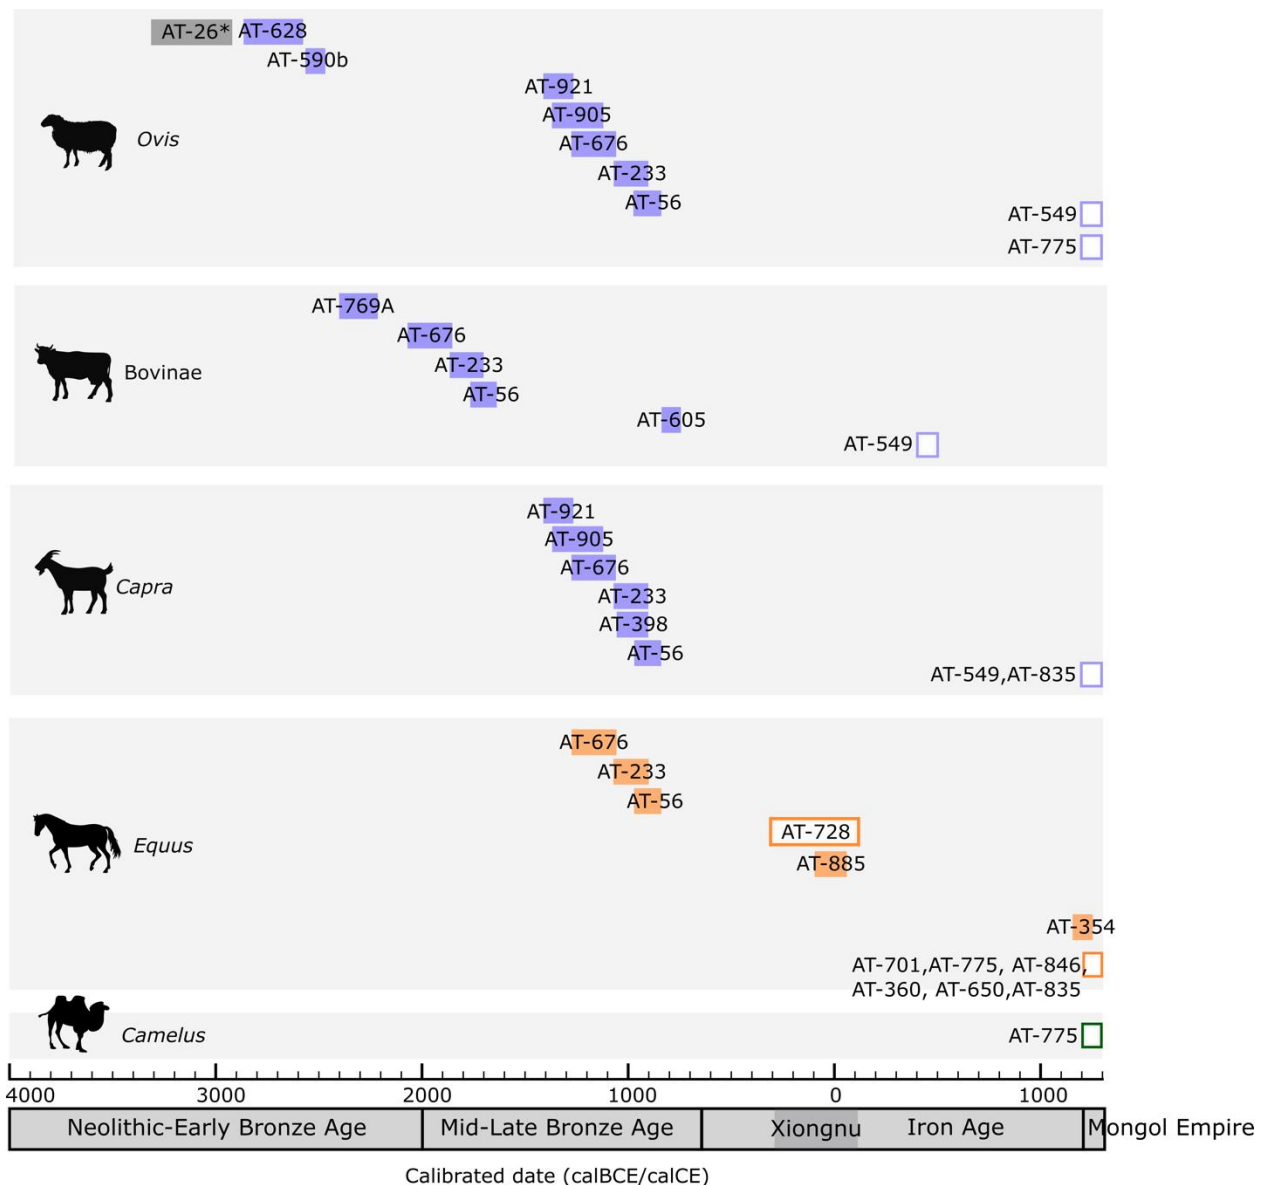 AT-26* AT-628
AT-590b
AT-921
AT-905
Ovis
AT-676
AT-233
AT-56
AT-549
AT-775
AT-769A
AT-676
AT-233
Bovinae
AT-56
AT-605
AT-549
AT-921
AT-905
AT-676
Capra
AT-233
AT-398
AT-56
AT-549,AT-835
AT-676
AT-233
AT-56
AT-728
Equus
AT-885
AT-354
AT-701,AT-775, AT-846,
AT-360, AT-650,AT-835
Camelus
AT-775
4000 3000 2000 1000 0 1000
Neolithic-Early Bronze Age Mid-Late Bronze Age Xiongnu Iron Age Mongol Empire
Calibrated date (calBCE/calCE)